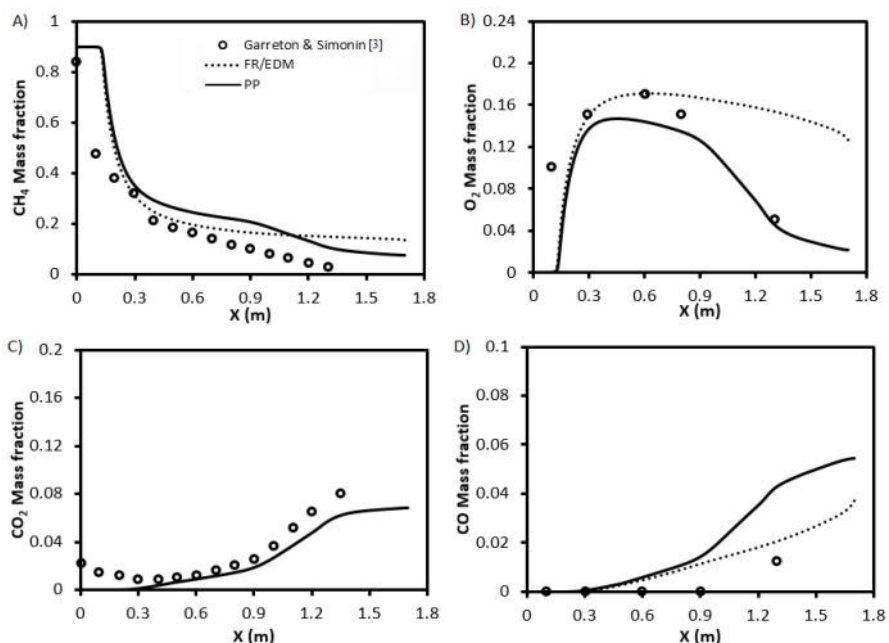 A)
1
0.8
0.6
0.4
0.2
0
CH4 Mass fraction
0 0.3 0.6 0.9 1.2 1.5 1.8
X (m)
Garreton & Simonin [3]
FR/EDM
PP
B)
0.24
0.20
0.16
0.12
0.08
0.04
0
O2 Mass fraction
0 0.3 0.6 0.9 1.2 1.5 1.8
X (m)
C)
0.2
0.16
0.12
0.08
0.04
0
CO2 Mass fraction
0 0.3 0.6 0.9 1.2 1.5 1.8
X (m)
D)
0.1
0.08
0.06
0.04
0.02
0
CO Mass fraction
0 0.3 0.6 0.9 1.2 1.5 1.8
X (m)